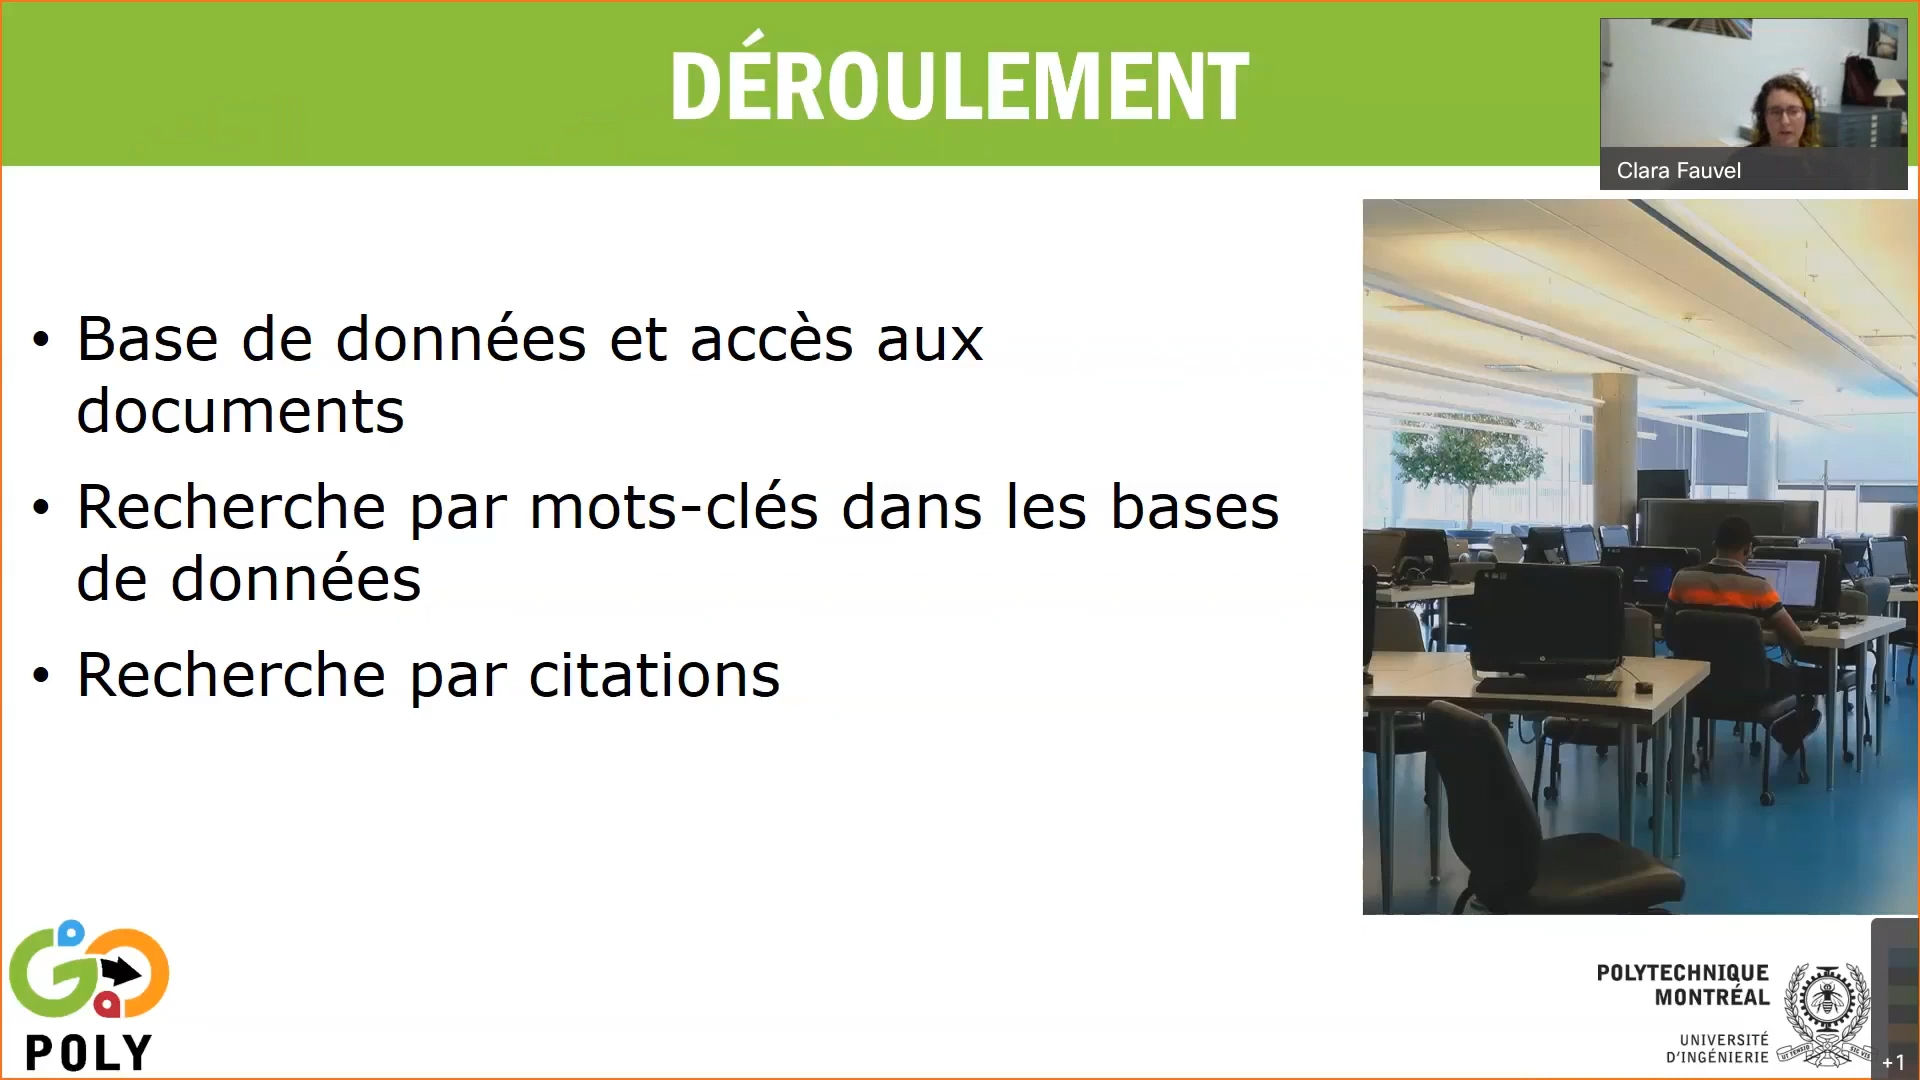 DÉROULEMENT
Clara Fauvel
• Base de données et accès aux
documents
• Recherche par mots-clés dans les bases
de données
• Recherche par citations
POLY
POLYTECHNIQUE
MONTRÉAL
UNIVERSITÉ
D'INGÉNIERIE
+1